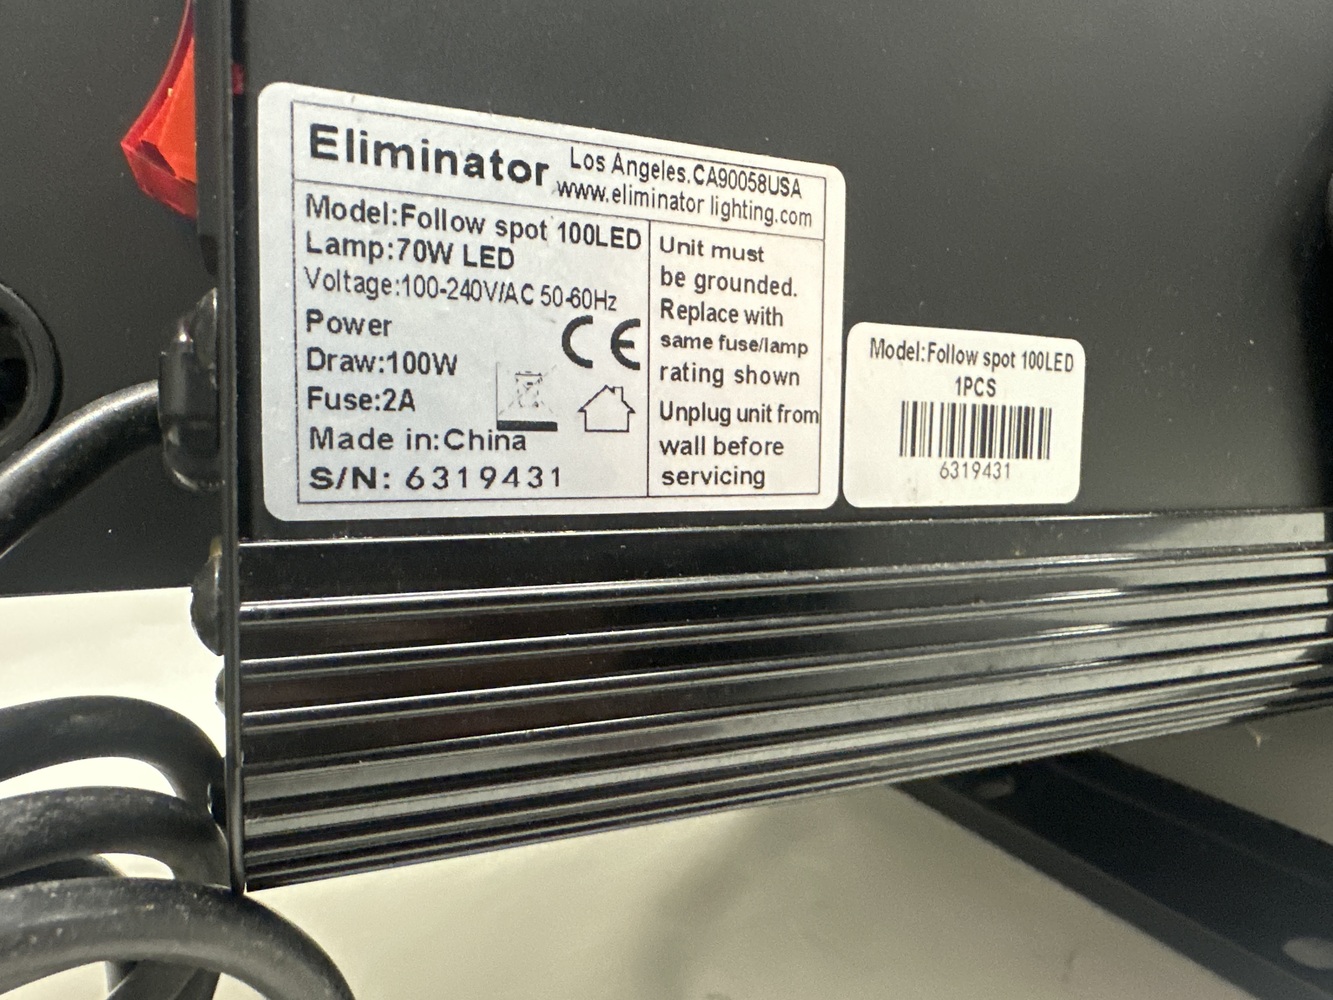 Eliminator
Los Angeles.CA90058USA
www.eliminator lighting.com
Model:Follow spot 100LED
Lamp:70W LED
Voltage:100-240V/AC 50-60Hz
Power
Draw:100W
Fuse:2A
Made in:China
S/N: 6319431
CE
Unit must
be grounded.
Replace with
same fuse/lamp
rating shown
Unplug unit from
wall before
servicing
Model:Follow spot 100LED
1PCS
6319431